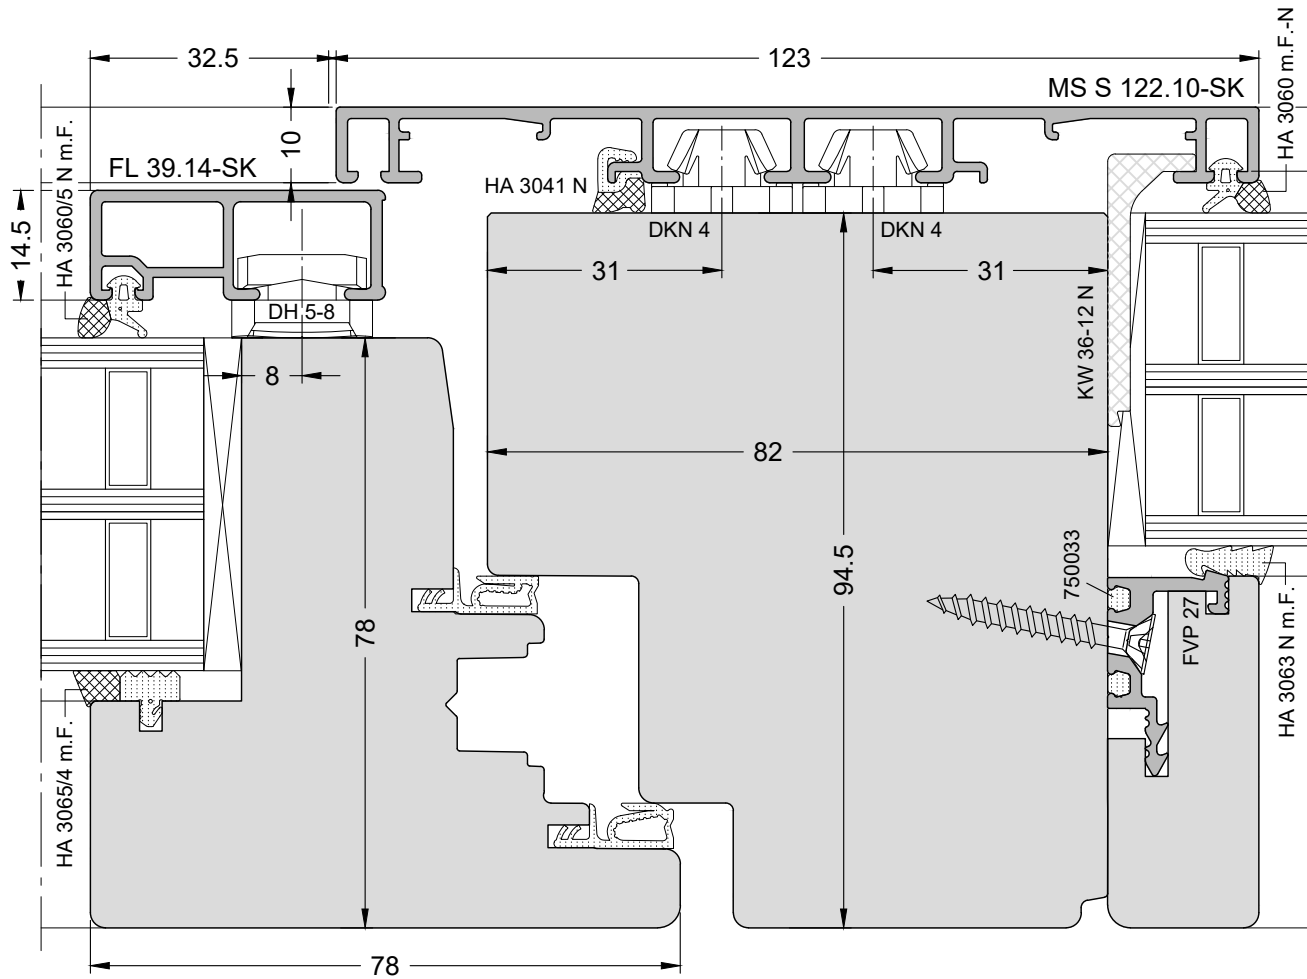 32.5
123
MS S 122.10-SK
HA 3060 m.F.-N
10
FL 39.14-SK
HA 3060/5 N m.F.
HA 3041 N
14.5
DKN 4
DKN 4
31
31
DH 5-8
KW 36-12 N
8
82
94.5
750033
78
FVP 27
HA 3063 N m.F.
HA 3065/4 m.F.
78